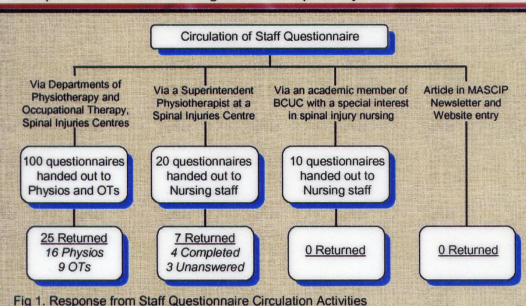 Circulation of Staff Questionnaire
Via Departments of
Physiotherapy and
Occupational Therapy,
Spinal Injuries Centres
Via a Superintendent
Physiotherapist at a
Spinal Injuries Centre
Via an academic member of
BCUC with a special interest
in spinal injury nursing
Article in MASCIP
Newsletter and
Website entry
100 questionnaires
handed out to
Physios and OTs
20 questionnaires
handed out to
Nursing staff
10 questionnaires
handed out to
Nursing staff
25 Returned
16 Physios
9 OTs
7 Returned
4 Completed
3 Unanswered
0 Returned
0 Returned
Fig 1. Response from Staff Questionnaire Circulation Activities